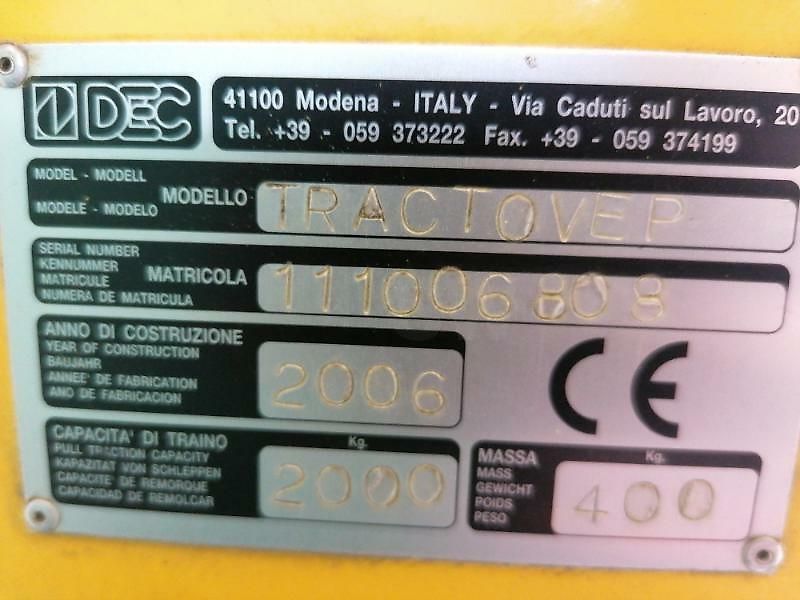 DEC
41100 Modena - ITALY - Via Caduti sul Lavoro, 20
Tel. +39 - 059 373222 Fax. +39 - 059 374199
MODEL - MODELL
MODELE - MODELO
MODELLO
TRACTOVEP
SERIAL NUMBER
KENNUMMER
MATRICULE
NUMERA DE MATRICULA
MATRICOLA
111006808
ANNO DI COSTRUZIONE
YEAR OF CONSTRUCTION
BAUJAHR
ANNEE' DE FABRICATION
ANO DE FABRICACION
2006
CE
CAPACITA' DI TRAINO
PULL TRACTION CAPACITY
KAPAZITAT VON SCHLEPPEN
CAPACITE' DE REMORQUE
CAPACIDAD DE REMOLCAR
Kg.
2000
MASSA
MASS
GEWICHT
POIDS
PESO
Kg.
400